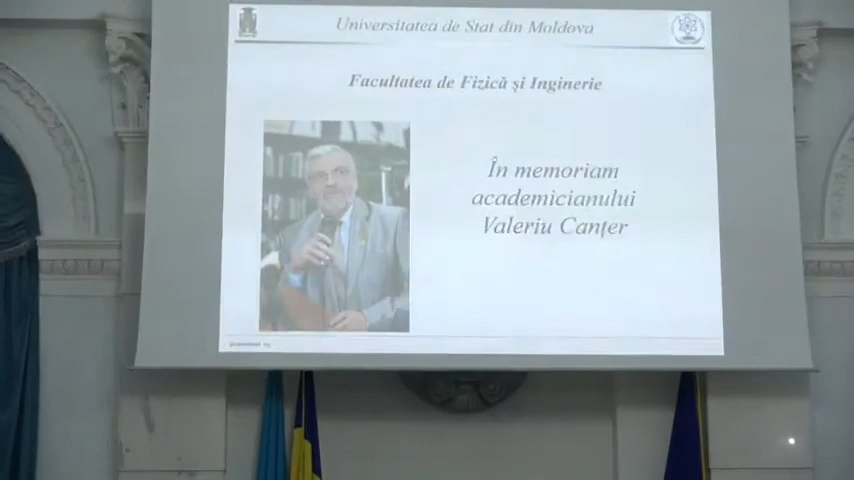 Universitatea de Stat din Moldova
Facultatea de Fizică și Inginerie
În memoriam
academicianului
Valeriu Canțer